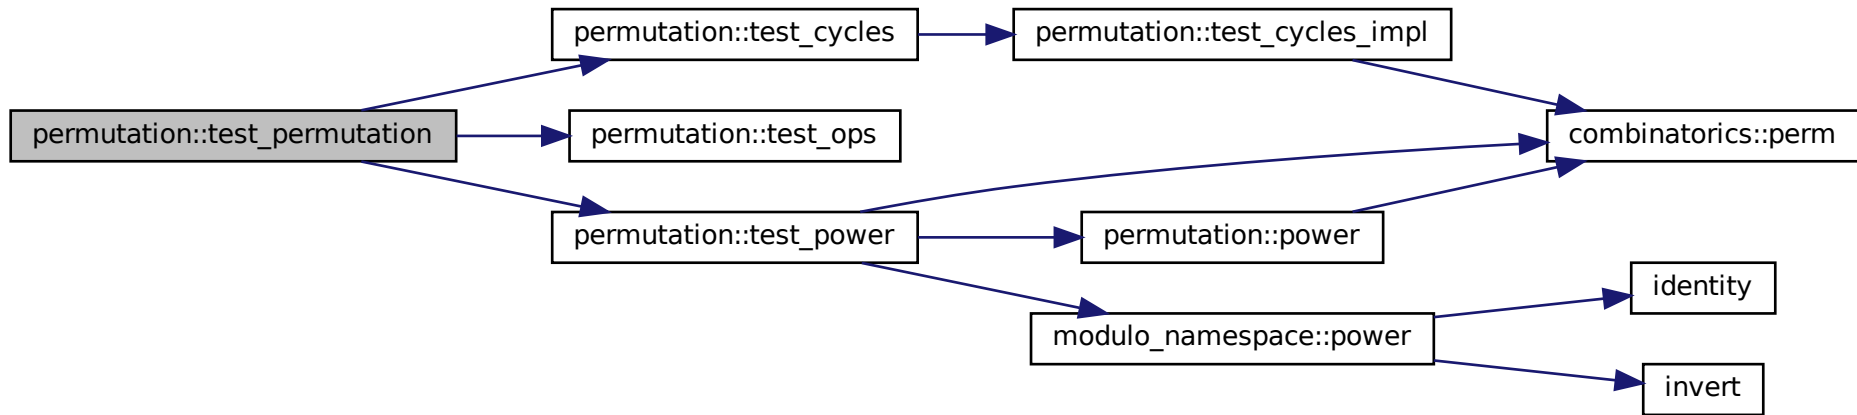 permutation::test_cycles
permutation::test_cycles_impl
permutation::test_permutation
permutation::test_ops
combinatorics::perm
permutation::test_power
permutation::power
identity
modulo_namespace::power
invert